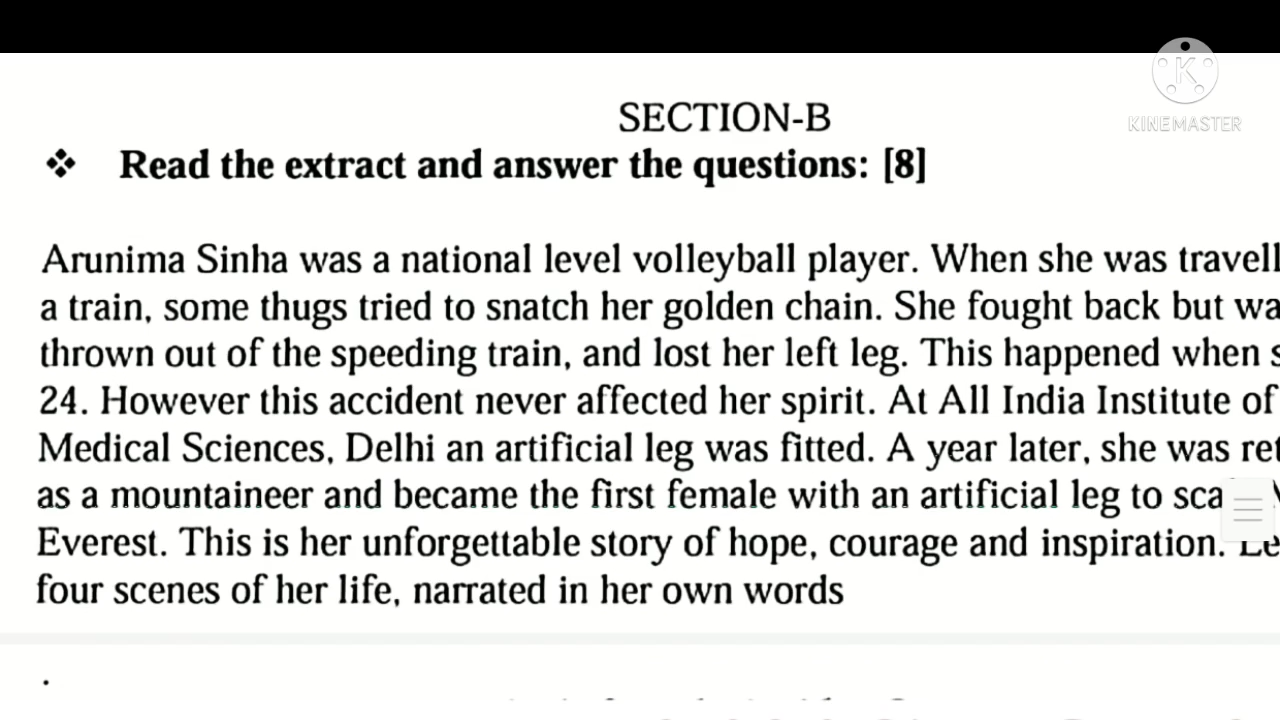 KINEMASTER
SECTION-B
❖ Read the extract and answer the questions: [8]
Arunima Sinha was a national level volleyball player. When she was travell
a train, some thugs tried to snatch her golden chain. She fought back but wa
thrown out of the speeding train, and lost her left leg. This happened when s
24. However this accident never affected her spirit. At All India Institute of
Medical Sciences, Delhi an artificial leg was fitted. A year later, she was ret
as a mountaineer and became the first female with an artificial leg to sca
Everest. This is her unforgettable story of hope, courage and inspiration. Le
four scenes of her life, narrated in her own words
.